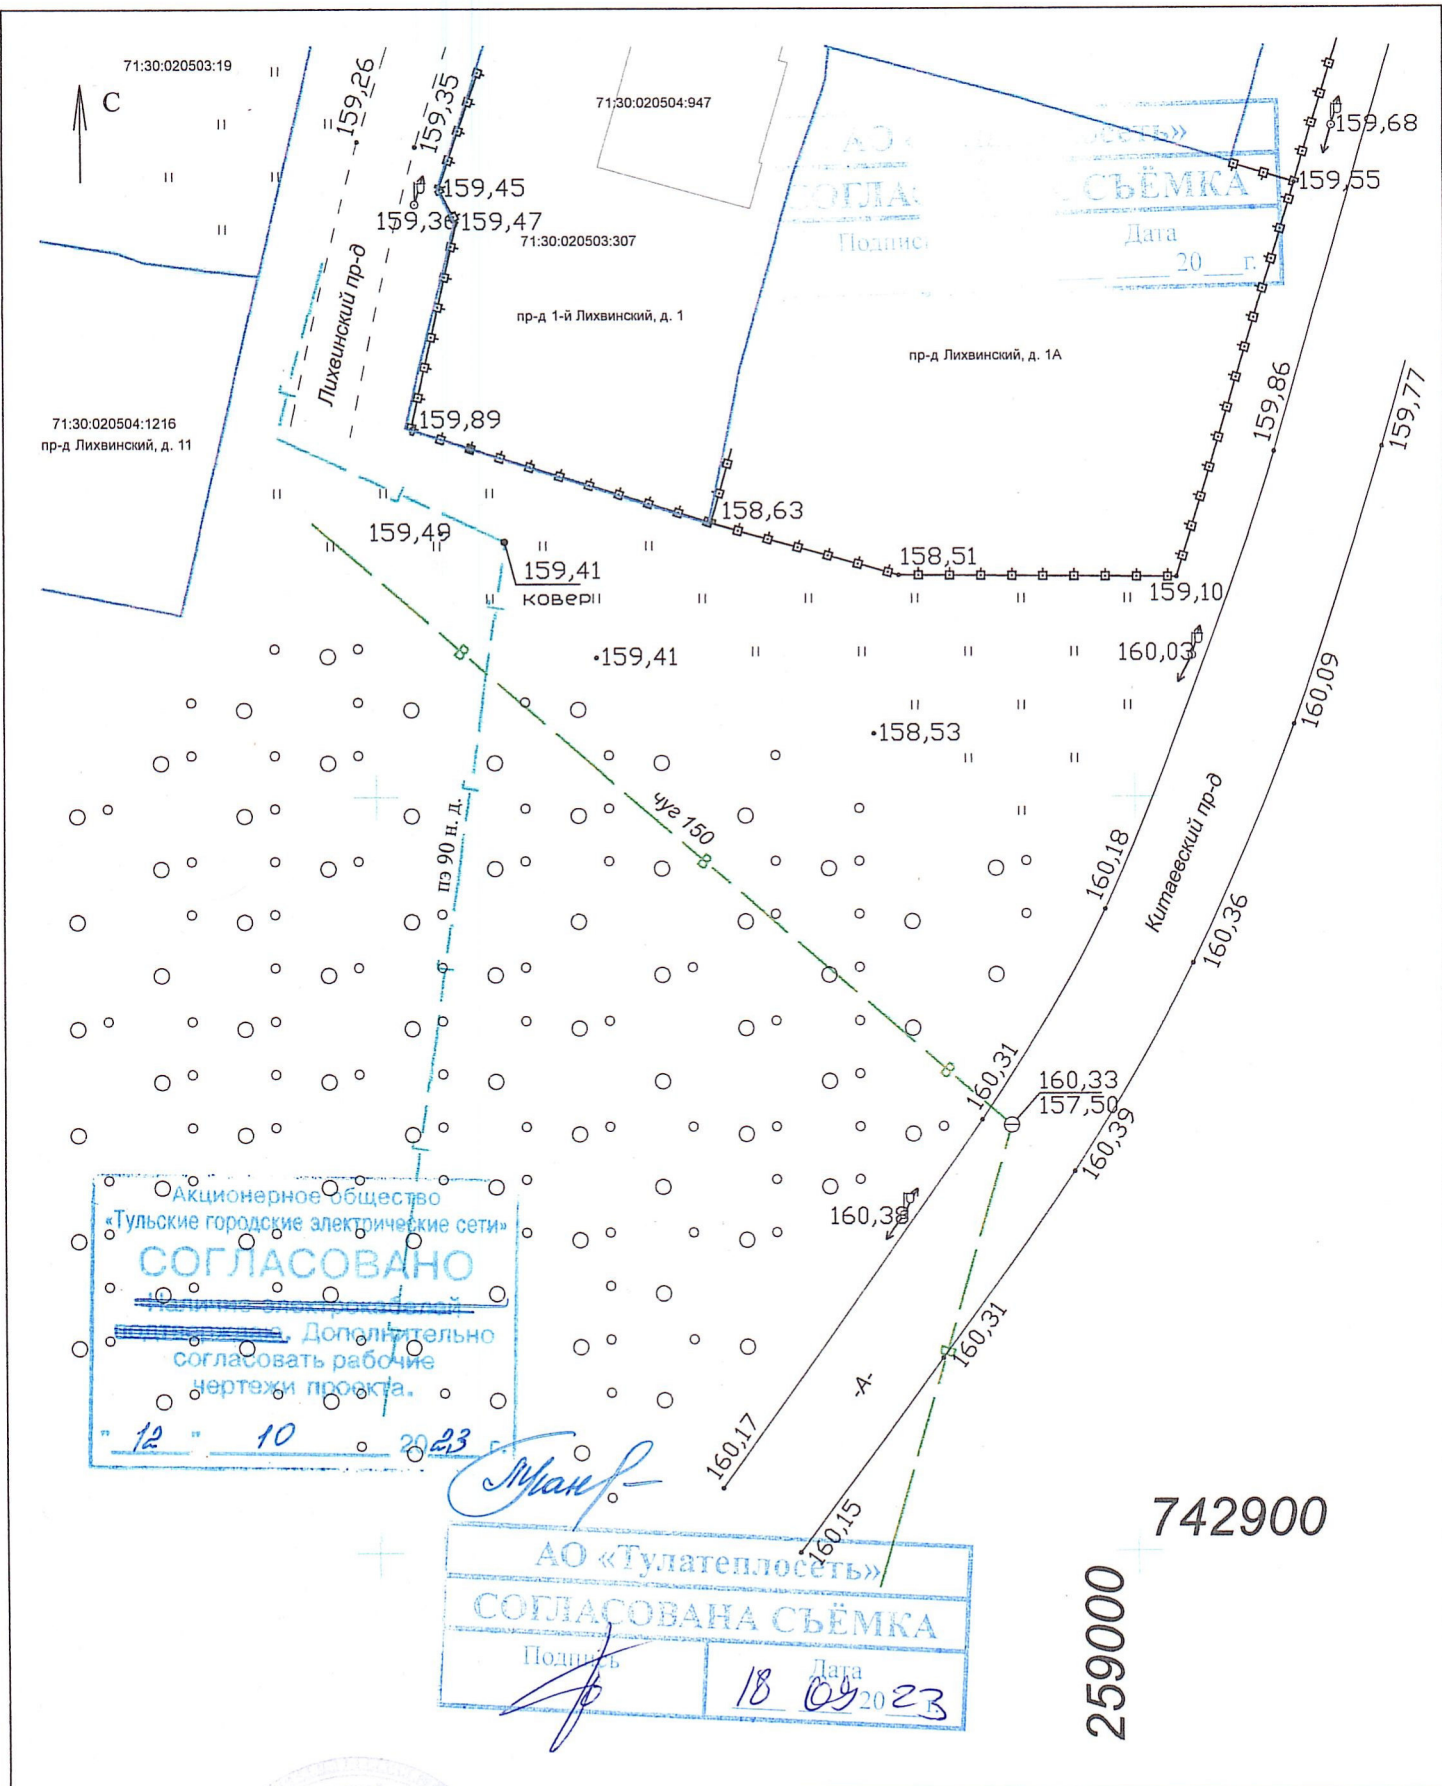 71:30:020503:19
С
159,26
159,35
71:30:020504:947
159,68
159,55
159,45
159,36
159,47
71:30:020503:307
СЪЁМКА
Дата
20 г.
Лихвинский пр-д
пр-д 1-й Лихвинский, д. 1
пр-д Лихвинский, д. 1А
159,86
159,77
159,89
71:30:020504:1216
пр-д Лихвинский, д. 11
158,63
159,49
158,51
159,41
ковер
159,10
159,41
160,03
160,09
158,53
В
чуг 150
пэ 90 н. д.
В
160,18
Китаевский пр-д
160,36
В
160,31
160,33
157,50
160,39
160,38
Акционерное общество
«Тульские городские электрические сети»
СОГЛАСОВАНО
Наличие электрокабелей
Дополнительно
согласовать рабочие
чертежи проекта.
" 12 " 10 2023 г.
160,31
-А-
160,17
160,15
742900
259000
АО «Тулатеплосеть»
СОГЛАСОВАНА СЪЁМКА
Подпись
Дата
18 09 2023 г.